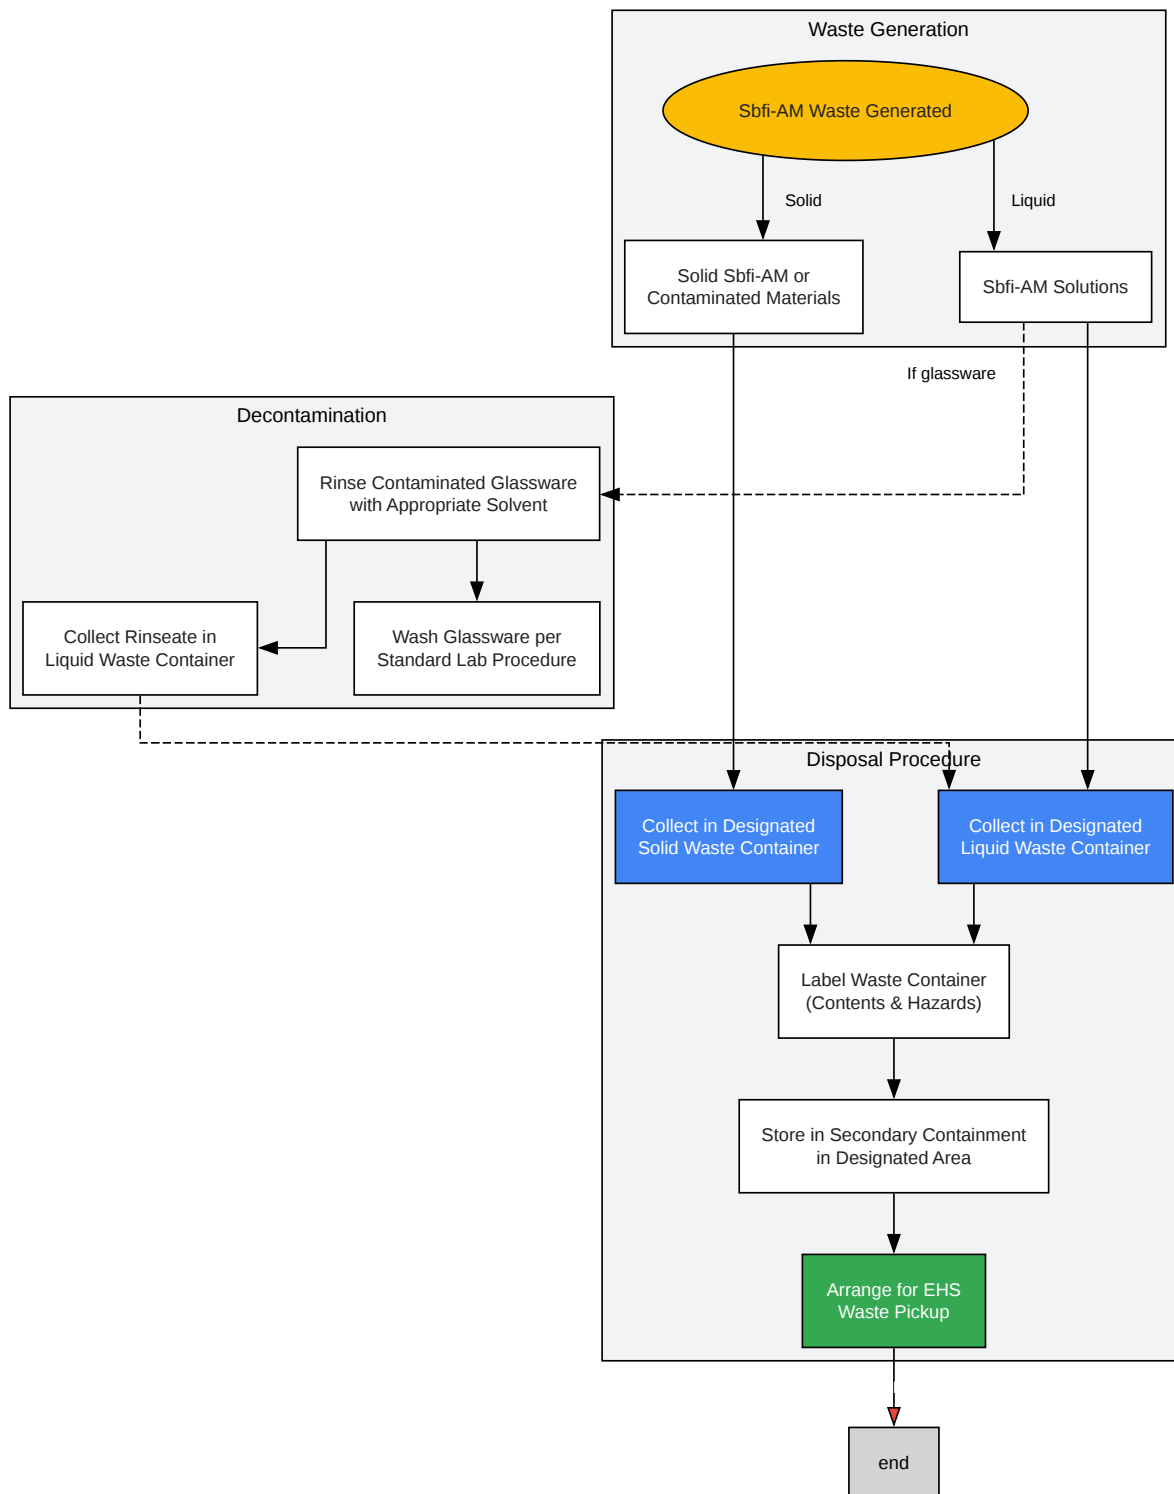 Waste Generation
Sbfi-AM Waste Generated
Solid
Liquid
Solid Sbfi-AM or
Contaminated Materials
Sbfi-AM Solutions
If glassware
Decontamination
Rinse Contaminated Glassware
with Appropriate Solvent
Collect Rinseate in
Liquid Waste Container
Wash Glassware per
Standard Lab Procedure
Disposal Procedure
Collect in Designated
Solid Waste Container
Collect in Designated
Liquid Waste Container
Label Waste Container
(Contents & Hazards)
Store in Secondary Containment
in Designated Area
Arrange for EHS
Waste Pickup
end